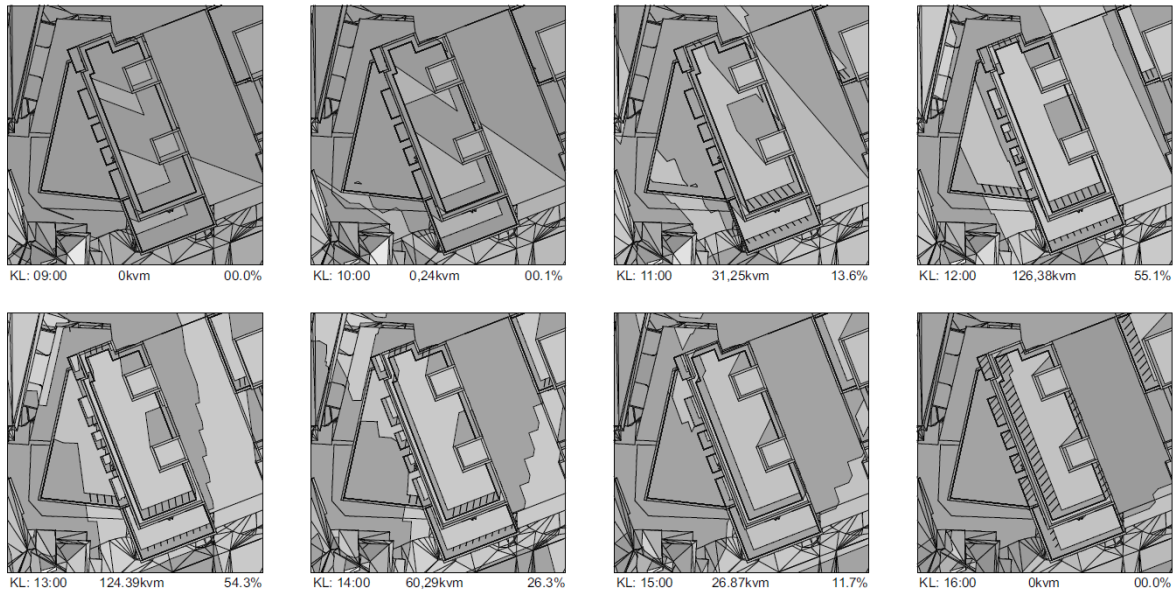 KL: 09:00 0kvm 00.0%
KL: 10:00 0,24kvm 00.1%
KL: 11:00 31,25kvm 13.6%
KL: 12:00 126,38kvm 55.1%
KL: 13:00 124.39kvm 54.3%
KL: 14:00 60,29kvm 26.3%
KL: 15:00 26.87kvm 11.7%
KL: 16:00 0kvm 00.0%